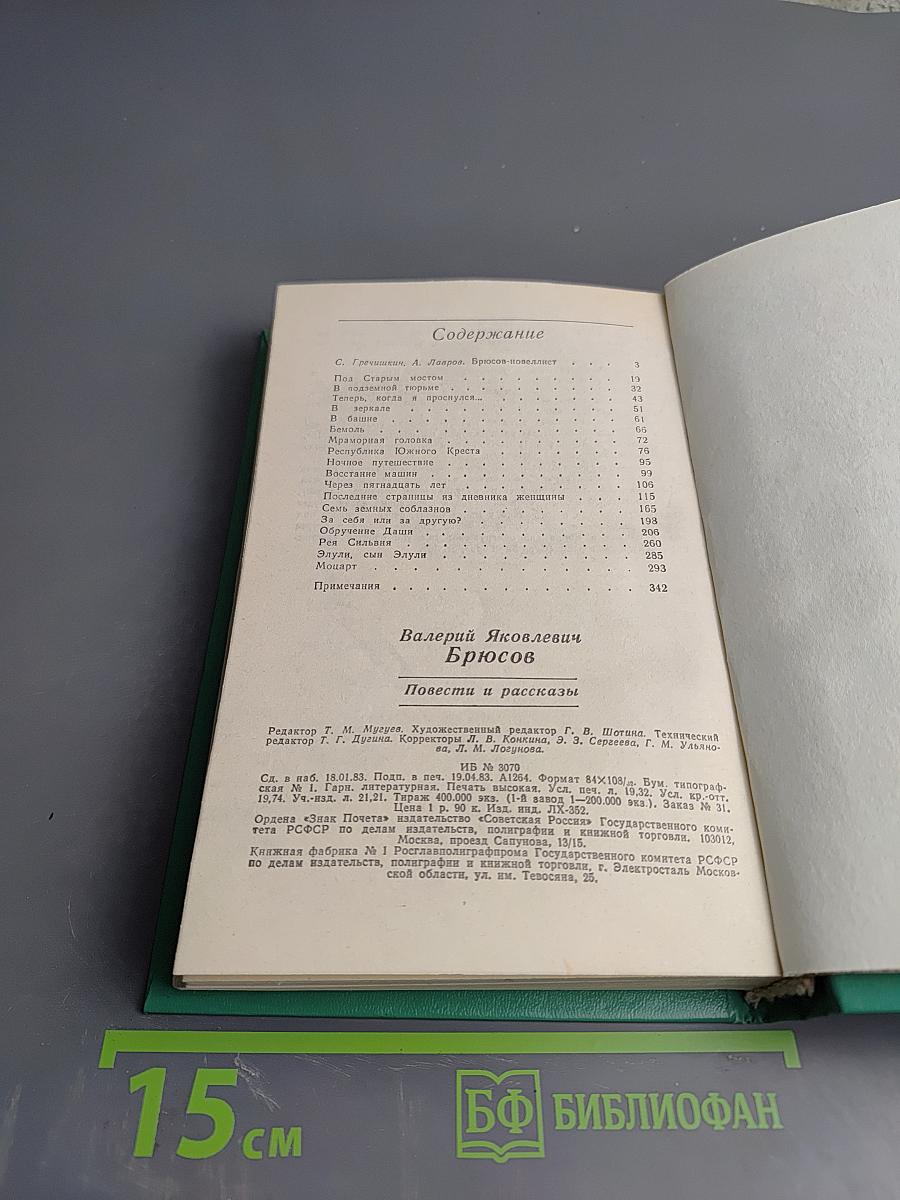 Содержание
С. Гречишкин, А. Лавров. Брюсов-новеллист . . . 3
Под Старым мостом . . . . . . . . . 19
В подземной тюрьме . . . . . . . . . 32
Теперь, когда я проснулся... . . . . . . . 43
В зеркале . . . . . . . . . . . 51
В башне . . . . . . . . . . . . 61
Бемоль . . . . . . . . . . . . 66
Мраморная головка . . . . . . . . . 72
Республика Южного Креста . . . . . . . 76
Ночное путешествие . . . . . . . . . 95
Восстание машин . . . . . . . . . . 99
Через пятнадцать лет . . . . . . . . 106
Последние страницы из дневника женщины . . . 115
Семь земных соблазнов . . . . . . . . 165
За себя или за другую? . . . . . . . . 198
Обручение Даши . . . . . . . . . . 206
Рея Сильвия . . . . . . . . . . . 260
Элули, сын Элули . . . . . . . . . . 285
Моцарт . . . . . . . . . . . . 293
Примечания . . . . . . . . . . . . 342
Валерий Яковлевич
Брюсов
Повести и рассказы
Редактор Т. М. Мугуев. Художественный редактор Г. В. Шотина. Технический
редактор Т. Г. Дугина. Корректоры Л. В. Конкина, Э. З. Сергеева, Г. М. Ульяно-
ва, Л. М. Логунова.
ИБ № 3070
Сд. в наб. 18.01.83. Подп. в печ. 19.04.83. А1264. Формат 84×108/32. Бум. типограф-
ская № 1. Гарн. литературная. Печать высокая. Усл. печ. л. 19,32. Усл. кр.-отт.
19,74. Уч.-изд. л. 21,21. Тираж 400.000 экз. (1-й завод 1—200.000 экз.). Заказ № 31.
Цена 1 р. 90 к. Изд. инд. ЛХ-352.
Ордена «Знак Почета» издательство «Советская Россия» Государственного коми-
тета РСФСР по делам издательств, полиграфии и книжной торговли. 103012,
Москва, проезд Сапунова, 13/15.
Книжная фабрика № 1 Росглавполиграфпрома Государственного комитета РСФСР
по делам издательств, полиграфии и книжной торговли, г. Электросталь Москов-
ской области, ул. им. Тевосяна, 25.
15 см
БФ БИБЛИОФАН